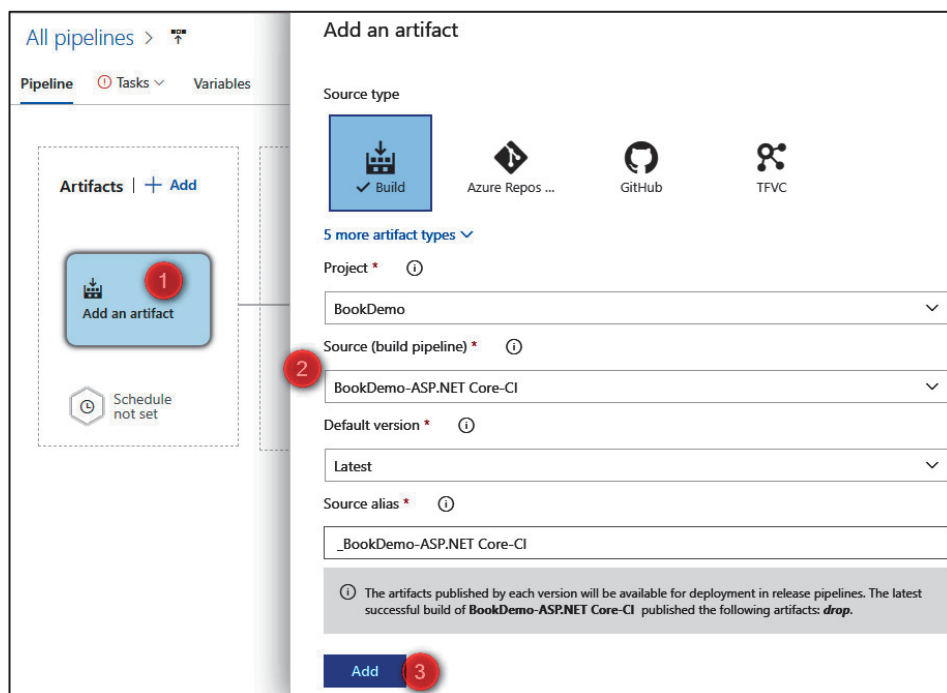 All pipelines >
Pipeline
Tasks
Variables
Artifacts | + Add
1
Add an artifact
Schedule
not set
Add an artifact
Source type
Build
Azure Repos ...
GitHub
TFVC
5 more artifact types
Project *
BookDemo
2
Source (build pipeline) *
BookDemo-ASP.NET Core-CI
Default version *
Latest
Source alias *
_BookDemo-ASP.NET Core-CI
The artifacts published by each version will be available for deployment in release pipelines. The latest
successful build of BookDemo-ASP.NET Core-CI published the following artifacts: drop.
Add
3